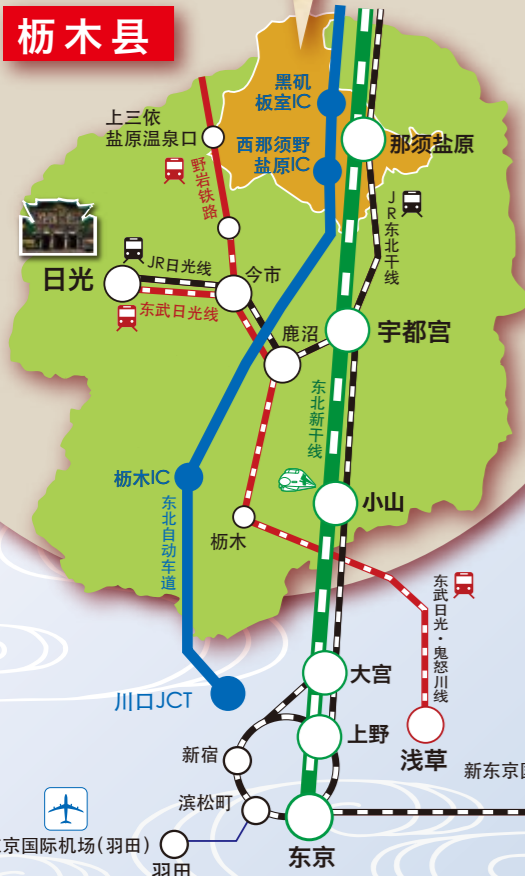 枥木县
黑矶
板室IC
上三依
盐原温泉口
西那须野
盐原IC
那须盐原
野岩铁路
JR东北干线
JR日光线
日光
今市
东武日光线
鹿沼
宇都宫
东北新干线
枥木IC
小山
东北自动车道
枥木
东武日光・鬼怒川线
大宫
川口JCT
上野
浅草
新宿
新东京国
滨松町
京国际机场(羽田)
东京
羽田